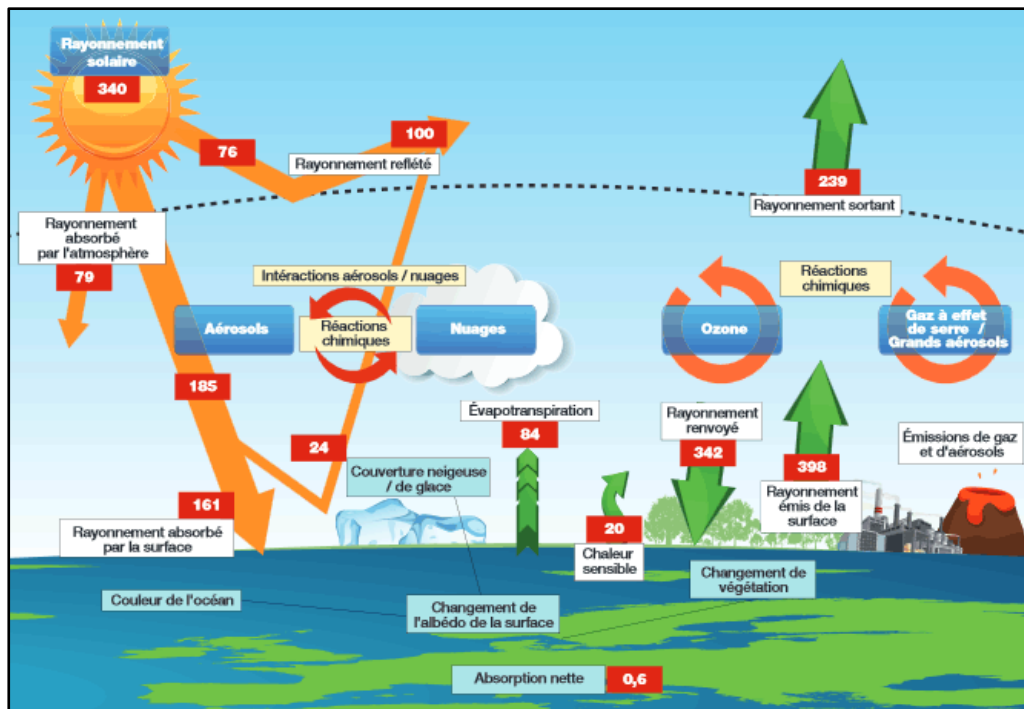 Rayonnement
solaire
340
76
100
Rayonnement reflété
239
Rayonnement sortant
Rayonnement
absorbé
par l'atmosphère
79
Intéractions aérosols / nuages
Aérosols
Réactions
chimiques
Nuages
Réactions
chimiques
Ozone
Gaz à effet
de serre /
Grands aérosols
185
Évapotranspiration
84
Rayonnement
renvoyé
342
398
Rayonnement
émis de la
surface
Émissions de gaz
et d'aérosols
24
Couverture neigeuse
/ de glace
161
Rayonnement absorbé
par la surface
20
Chaleur
sensible
Changement de
végétation
Couleur de l'océan
Changement de
l'albédo de la surface
Absorption nette
0,6